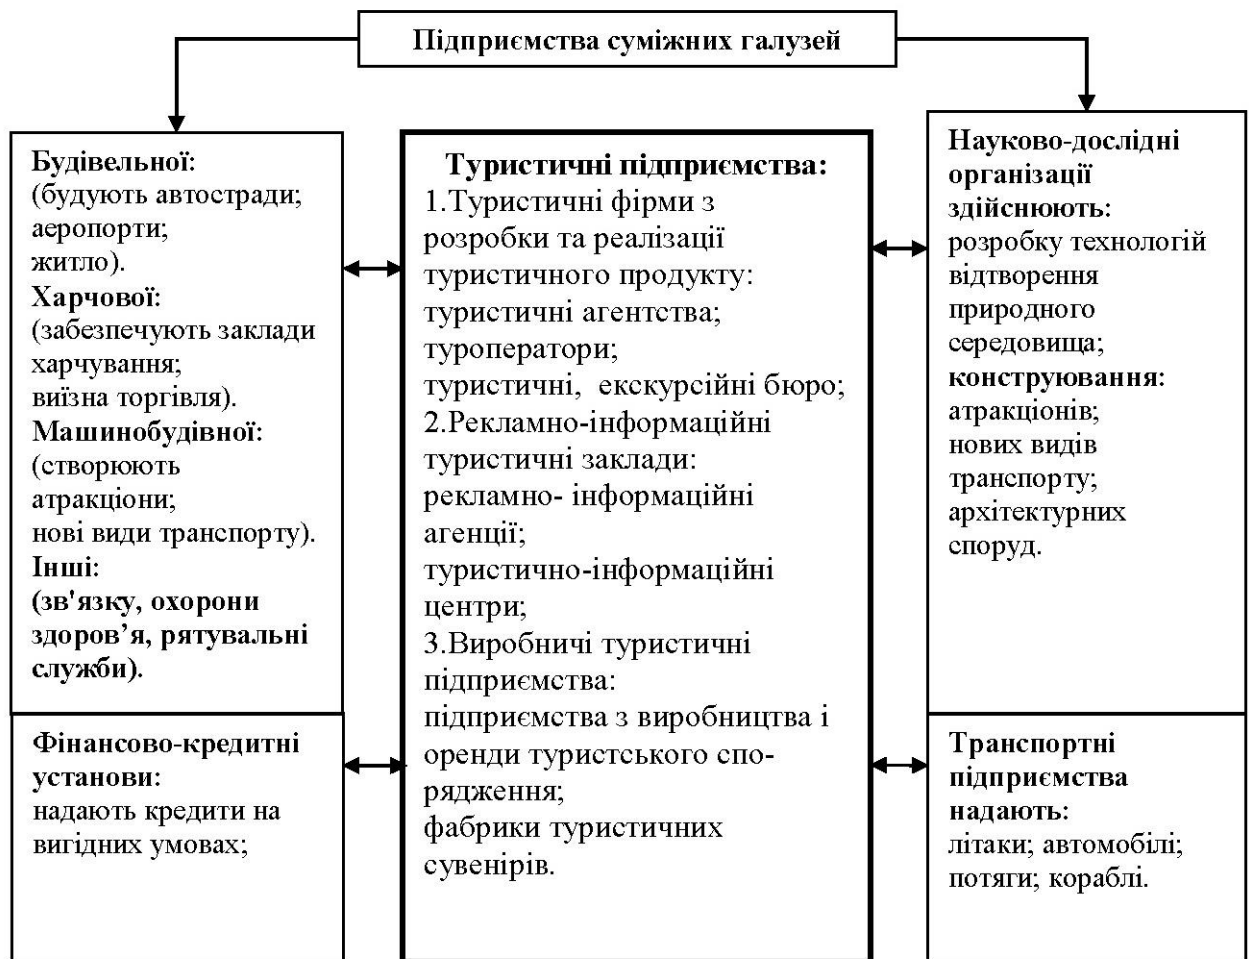 Підприємства суміжних галузей
Будівельної:
(будують автостради;
аеропорти;
житло).
Харчової:
(забезпечують заклади
харчування;
виїзна торгівля).
Машинобудівної:
(створюють
атракціони;
нові види транспорту).
Інші:
(зв'язку, охорони
здоров’я, рятувальні
служби).
Фінансово-кредитні
установи:
надають кредити на
вигідних умовах;
Туристичні підприємства:
1.Туристичні фірми з
розробки та реалізації
туристичного продукту:
туристичні агентства;
туроператори;
туристичні, екскурсійні бюро;
2.Рекламно-інформаційні
туристичні заклади:
рекламно- інформаційні
агенції;
туристично-інформаційні
центри;
3.Виробничі туристичні
підприємства:
підприємства з виробництва і
оренди туристського спо-
рядження;
фабрики туристичних
сувенірів.
Науково-дослідні
організації
здійснюють:
розробку технологій
відтворення
природного
середовища;
конструювання:
атракціонів;
нових видів
транспорту;
архітектурних
споруд.
Транспортні
підприємства
надають:
літаки; автомобілі;
потяги; кораблі.